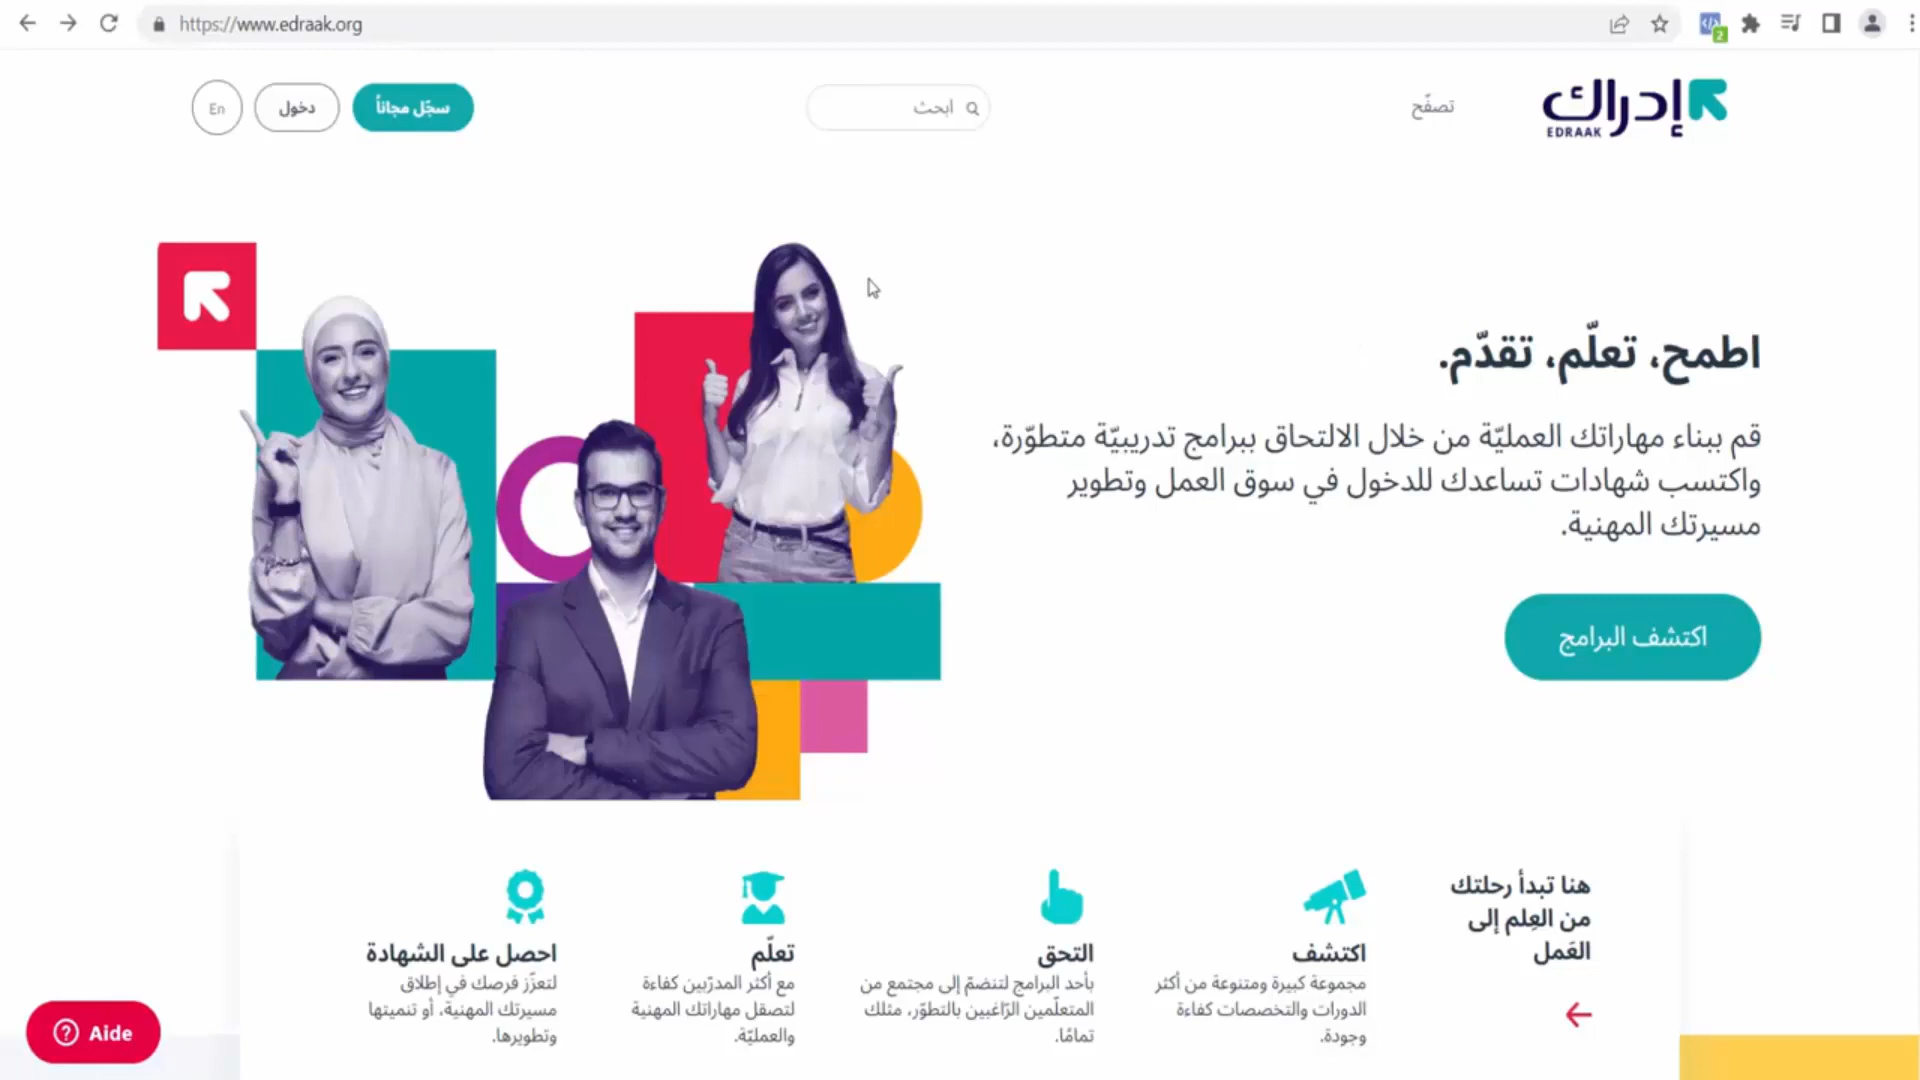 https://www.edraak.org
إدراك
EDRAAK
تصفّح
ابحث
سجّل مجاناً
دخول
En
اطمح، تعلّم، تقدّم.
قم ببناء مهاراتك العمليّة من خلال الالتحاق ببرامج تدريبيّة متطوّرة،
واكتسب شهادات تساعدك للدخول في سوق العمل وتطوير
مسيرتك المهنية.
اكتشف البرامج
هنا تبدأ رحلتك
من العِلم إلى
العَمل
اكتشف
مجموعة كبيرة ومتنوعة من أكثر
الدورات والتخصصات كفاءة
وجودة.
التحق
بأحد البرامج لتنضمّ إلى مجتمع من
المتعلّمين الرّاغبين بالتطوّر، مثلك
تمامًا.
تعلّم
مع أكثر المدرّبين كفاءة
لتصقل مهاراتك المهنية
والعمليّة.
احصل على الشهادة
لتعزّز فرصك في إطلاق
مسيرتك المهنية، أو تنميتها
وتطويرها.
Aide
2